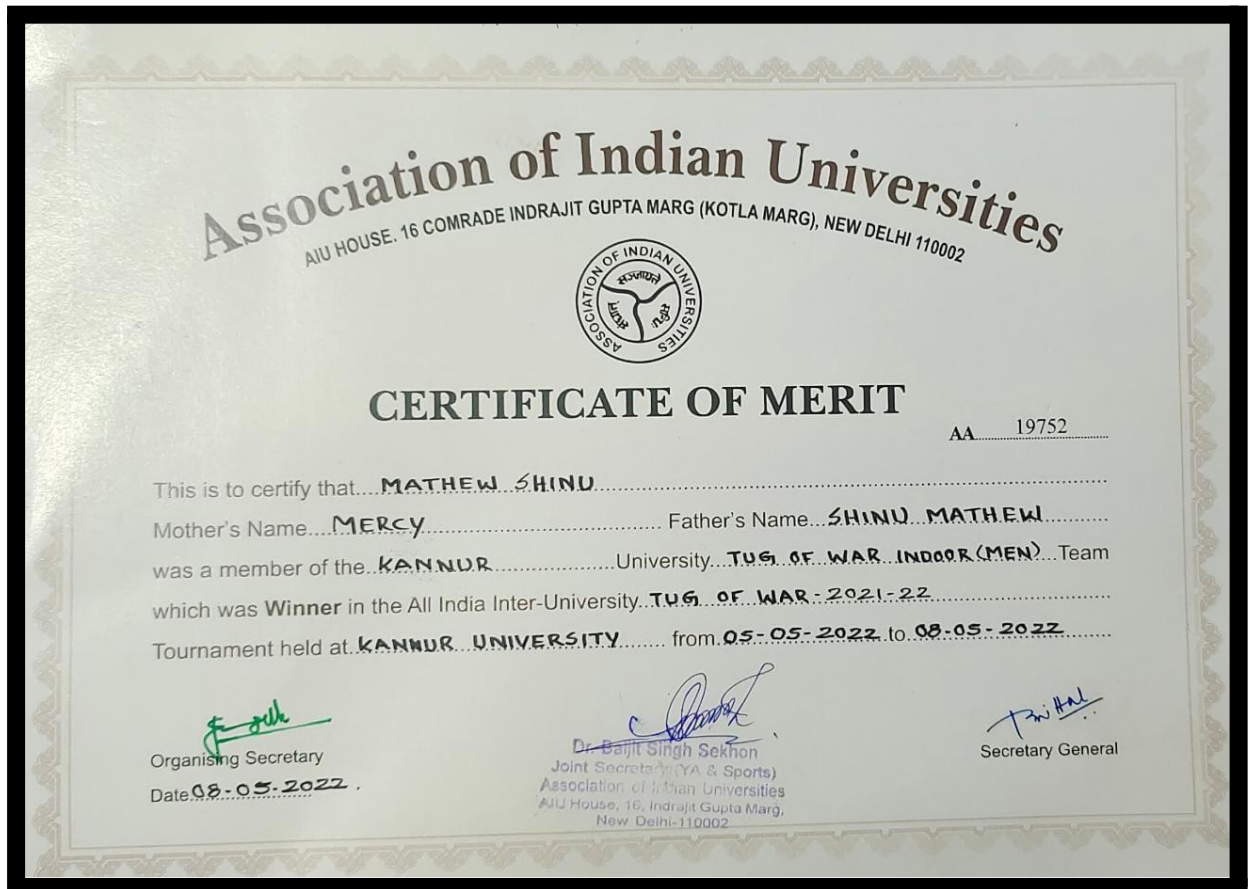 Association of Indian Universities
AIU HOUSE. 16 COMRADE INDRAJIT GUPTA MARG (KOTLA MARG), NEW DELHI 110002
ASSOCIATION OF INDIAN UNIVERSITIES
CERTIFICATE OF MERIT
AA 19752
This is to certify that MATHEW SHINU
Mother's Name MERCY Father's Name SHINU MATHEW
was a member of the KANNUR University TUG OF WAR INDOOR (MEN) Team
which was Winner in the All India Inter-University TUG OF WAR - 2021-22
Tournament held at KANNUR UNIVERSITY from 05-05-2022 to 08-05-2022
Organising Secretary
Date 08-05-2022.
Dr. Baljit Singh Sekhon
Joint Secretary (YA & Sports)
Association of Indian Universities
AIU House, 16, Indrajit Gupta Marg,
New Delhi-110002
Secretary General